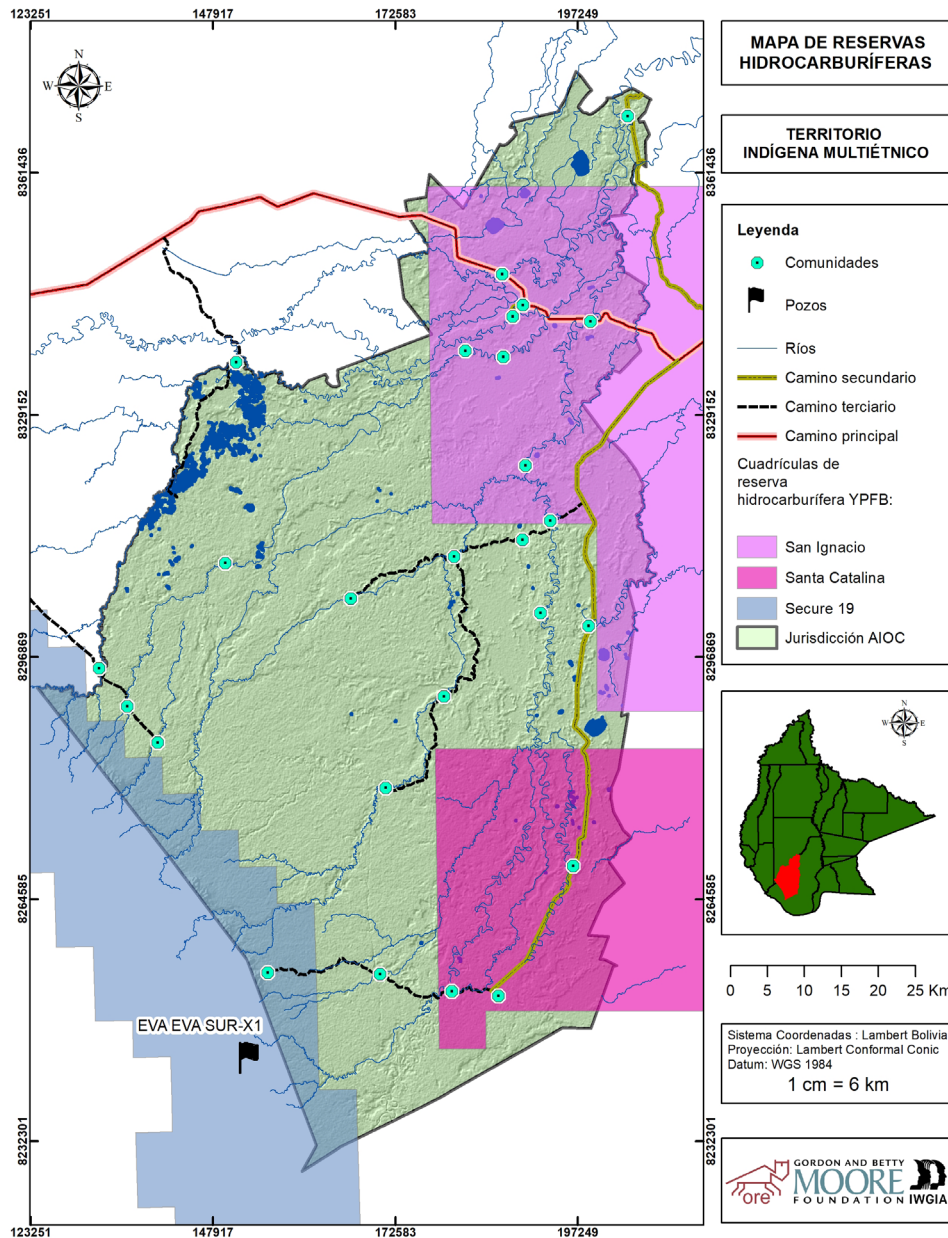 123251
147917
172583
197249
N
W
E
S
8361436
8361436
8329152
8329152
8296869
8296869
8264585
8264585
8232301
8232301
EVA EVA SUR-X1
123251
147917
172583
197249
MAPA DE RESERVAS
HIDROCARBURÍFERAS
TERRITORIO
INDÍGENA MULTIÉTNICO
Leyenda
Comunidades
Pozos
Ríos
Camino secundario
Camino terciario
Camino principal
Cuadrículas de
reserva
hidrocarburífera YPFB:
San Ignacio
Santa Catalina
Secure 19
Jurisdicción AIOC
N
W
E
S
0 5 10 15 20 25 Km
Sistema Coordenadas : Lambert Bolivia
Proyección: Lambert Conformal Conic
Datum: WGS 1984
1 cm = 6 km
ore
GORDON AND BETTY
MOORE
FOUNDATION
IWGIA